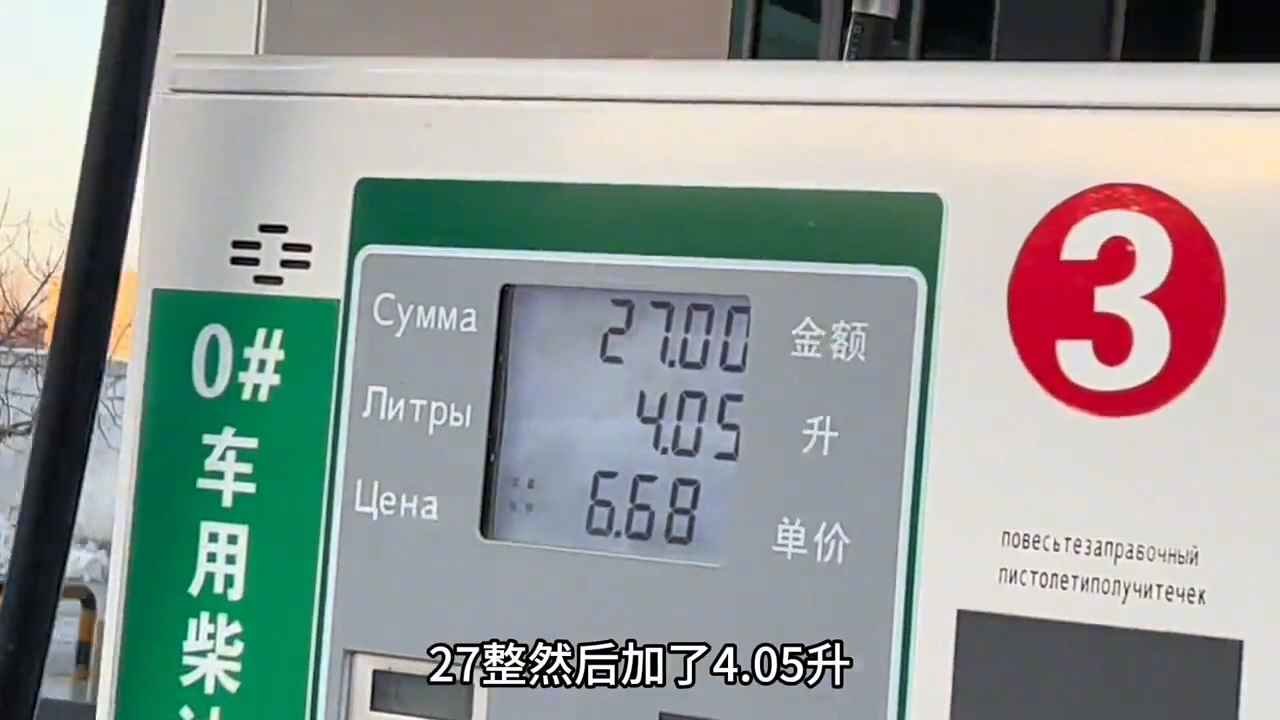 Сумма 27.00 金额
Литры 4.05 升
Цена 6.68 单价
0#
车
用
柴
3
повесьтезаправочный
пистолетиполучитечек
27整然后加了4.05升